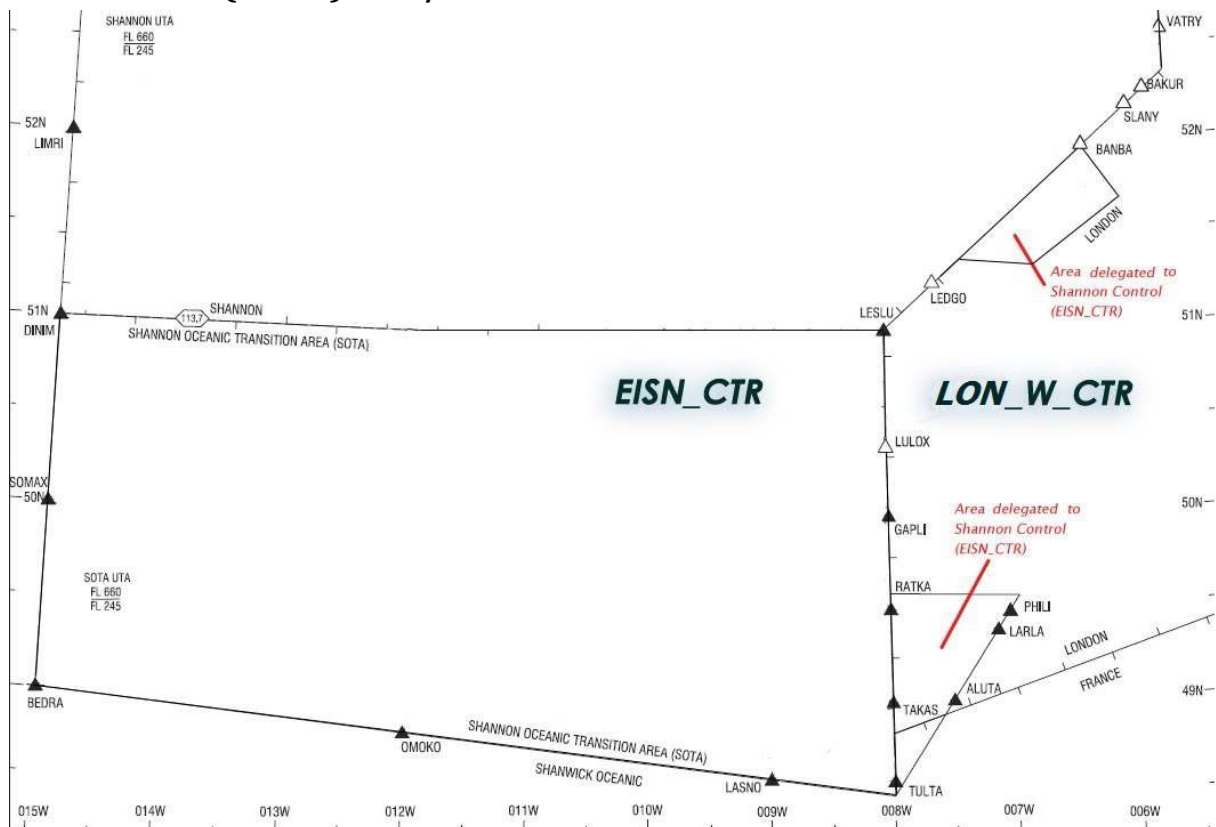 SHANNON UTA
FL 660
FL 245
VATRY
BAKUR
SLANY
52N
LIMRI
52N
BANBA
LONDON
Area delegated to
Shannon Control
(EISN_CTR)
LEDGO
51N
DINIM
113,7
SHANNON
SHANNON OCEANIC TRANSITION AREA (SOTA)
LESLU
51N
EISN_CTR
LON_W_CTR
LULOX
SOMAX
50N
50N
GAPLI
Area delegated to
Shannon Control
(EISN_CTR)
SOTA UTA
FL 660
FL 245
RATKA
PHILI
LARLA
LONDON
FRANCE
ALUTA
49N
BEDRA
TAKAS
OMOKO
SHANNON OCEANIC TRANSITION AREA (SOTA)
SHANWICK OCEANIC
LASNO
TULTA
015W
014W
013W
012W
011W
010W
009W
008W
007W
006W